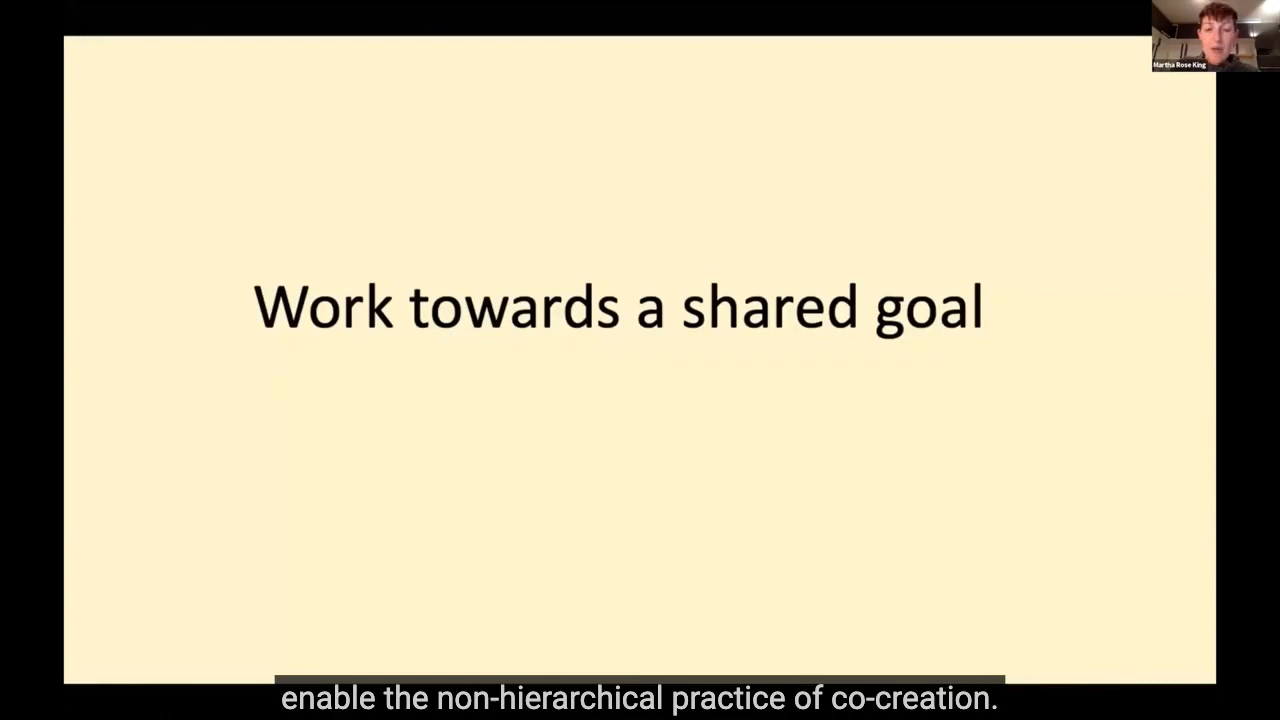 Martha Rose King
Work towards a shared goal
enable the non-hierarchical practice of co-creation.